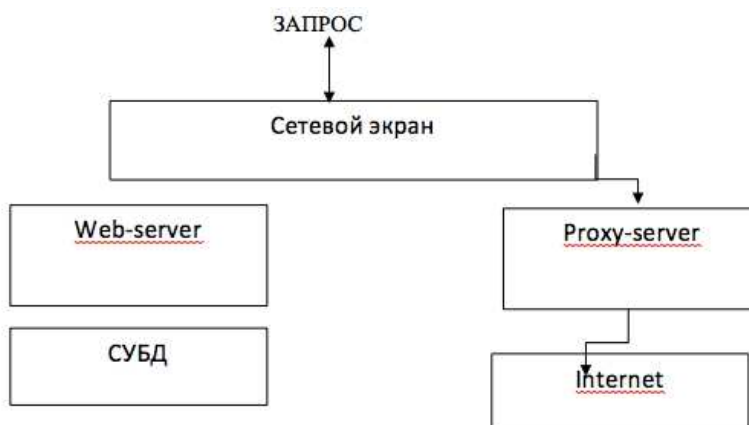 ЗАПРОС
Сетевой экран
Web-server
Proxy-server
СУБД
Internet